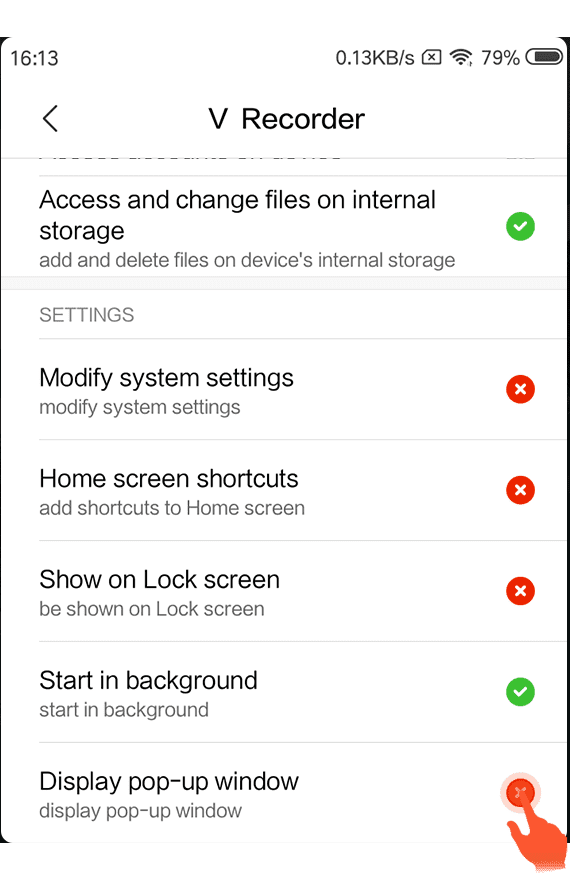 16:13
0.13KB/s 79%
V Recorder
Access and change files on internal
storage
add and delete files on device's internal storage
SETTINGS
Modify system settings
modify system settings
Home screen shortcuts
add shortcuts to Home screen
Show on Lock screen
be shown on Lock screen
Start in background
start in background
Display pop-up window
display pop-up window